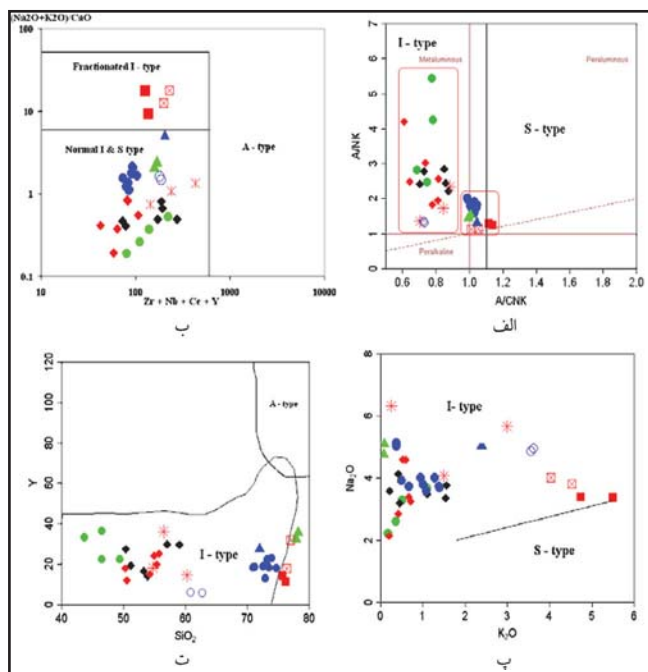 (Na2O+K2O)/CaO
100
10
1
0.1
Fractionated I - type
Normal I & S type
A - type
10
100
1000
10000
Zr + Nb + Ce + Y
ب
7
6
5
4
3
2
1
0
A/NK
I - type
Metaluminous
Peraluminous
S - type
Peralkaline
0.6
0.8
1.0
1.2
1.4
1.6
1.8
2.0
A/CNK
الف
120
100
80
60
40
20
0
Y
A - type
I - type
40
50
60
70
80
SiO2
ت
8
6
4
2
0
Na2O
I- type
S - type
0
1
2
3
4
5
6
K2O
پ